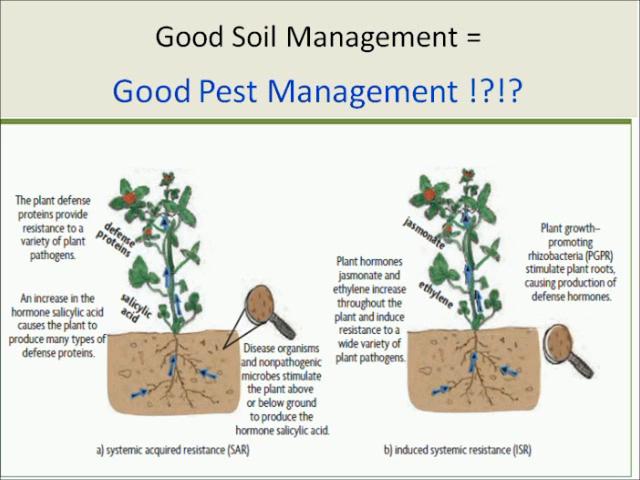 Good Soil Management =
Good Pest Management !?!?
The plant defense
proteins provide
resistance to a
variety of plant
pathogens.
defense
proteins
An increase in the
hormone salicylic acid
causes the plant to
produce many types of
defense proteins.
salicylic
acid
Disease organisms
and nonpathogenic
microbes stimulate
the plant above
or below ground
to produce the
hormone salicylic acid.
a) systemic acquired resistance (SAR)
jasmonate
Plant hormones
jasmonate and
ethylene increase
throughout the
plant and induce
resistance to a
wide variety of
plant pathogens.
ethylene
Plant growth–
promoting
rhizobacteria (PGPR)
stimulate plant roots,
causing production of
defense hormones.
b) induced systemic resistance (ISR)